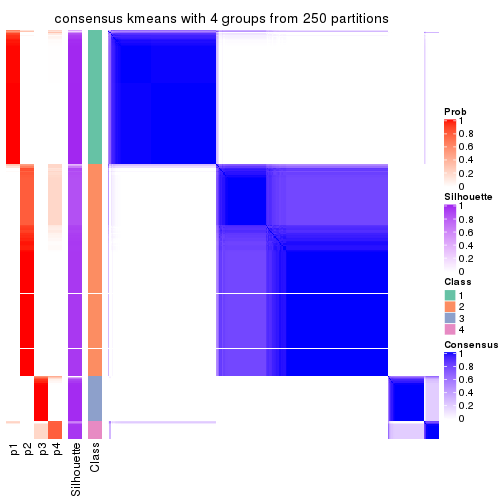 consensus kmeans with 4 groups from 250 partitions
Prob
1
0.8
0.6
0.4
0.2
0
Silhouette
1
0.8
0.6
0.4
0.2
0
Class
1
2
3
4
Consensus
1
0.8
0.6
0.4
0.2
0
p1
p2
p3
p4
Silhouette
Class